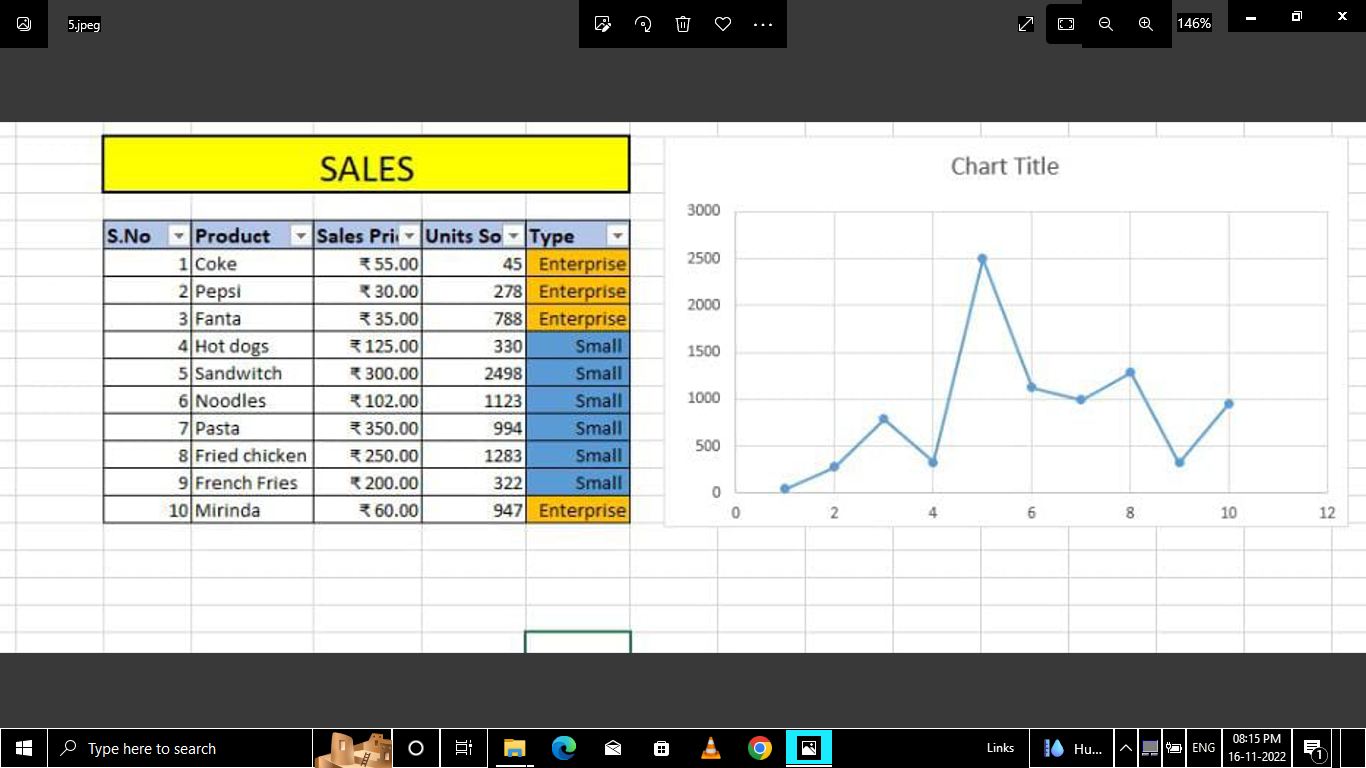 5.jpeg
146%
SALES
S.No Product Sales Pri Units So Type
1 Coke ₹ 55.00 45 Enterprise
2 Pepsi ₹ 30.00 278 Enterprise
3 Fanta ₹ 35.00 788 Enterprise
4 Hot dogs ₹ 125.00 330 Small
5 Sandwitch ₹ 300.00 2498 Small
6 Noodles ₹ 102.00 1123 Small
7 Pasta ₹ 350.00 994 Small
8 Fried chicken ₹ 250.00 1283 Small
9 French Fries ₹ 200.00 322 Small
10 Mirinda ₹ 60.00 947 Enterprise
Chart Title
3000
2500
2000
1500
1000
500
0
0 2 4 6 8 10 12
Type here to search
Links
Hu...
ENG
08:15 PM
16-11-2022
1